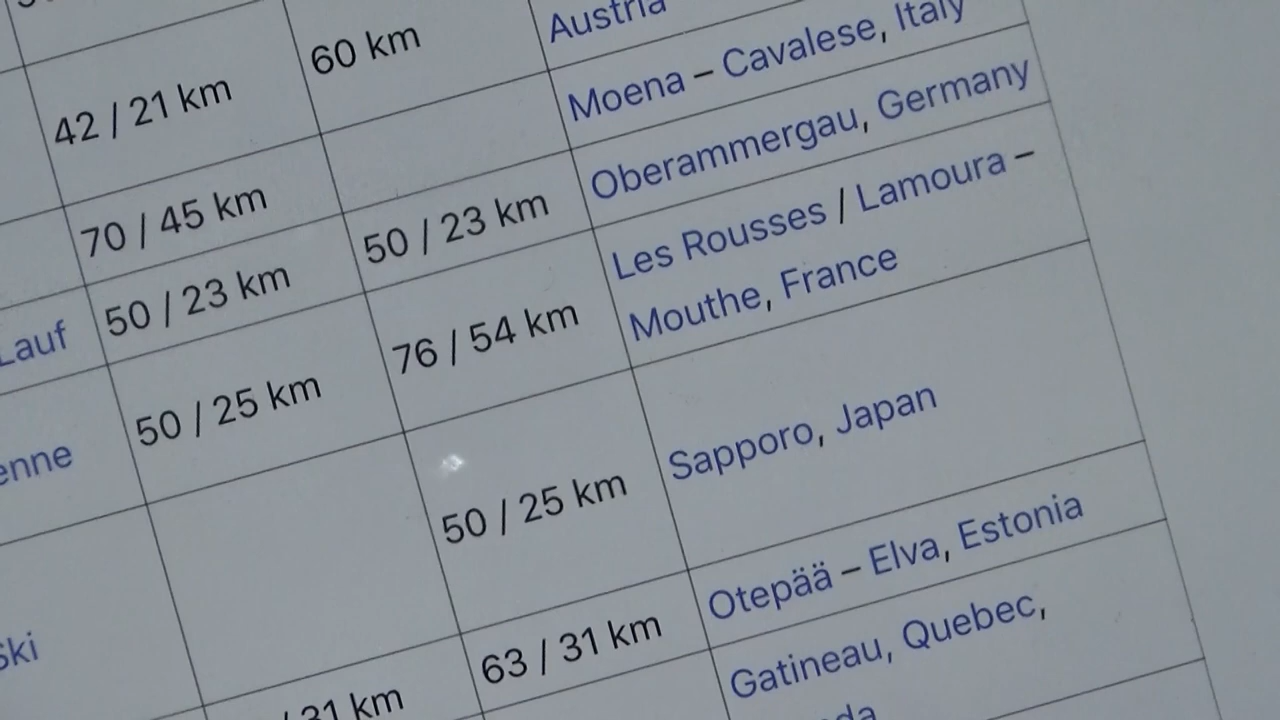 42 / 21 km
60 km
Austria
70 / 45 km
Moena – Cavalese, Italy
Lauf
50 / 23 km
50 / 23 km
Oberammergau, Germany
enne
50 / 25 km
76 / 54 km
Les Rousses / Lamoura –
Mouthe, France
Ski
50 / 25 km
Sapporo, Japan
/ 31 km
63 / 31 km
Otepää – Elva, Estonia
Gatineau, Quebec,